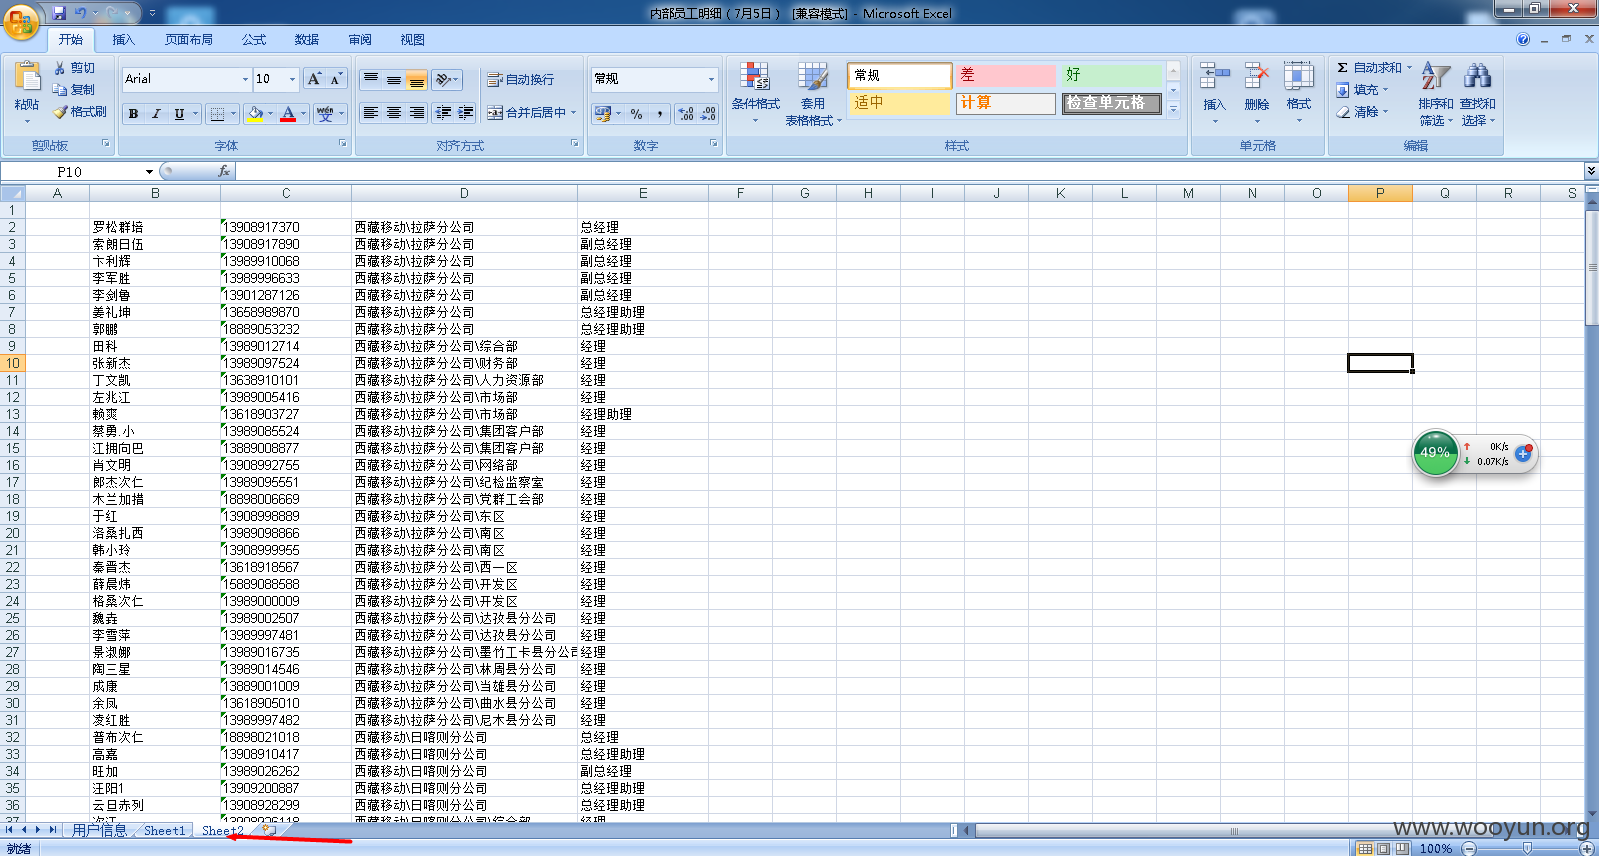 内部员工明细（7月5日） [兼容模式] - Microsoft Excel
开始 插入 页面布局 公式 数据 审阅 视图
粘贴 剪切 复制 格式刷
剪贴板
Arial 10
B I U A wén 变
字体
自动换行
合并后居中
对齐方式
常规
% ,
数字
条件格式 套用表格格式
常规 差 好
适中 计算 检查单元格
样式
插入 删除 格式
单元格
Σ 自动求和 填充 清除
排序和筛选 查找和选择
编辑
P10 fx
A B C D E F G H I J K L M N O P Q R S
1
2 罗松群培 13908917370 西藏移动\拉萨分公司 总经理
3 索朗日伍 13908917890 西藏移动\拉萨分公司 副总经理
4 卞利辉 13989910068 西藏移动\拉萨分公司 副总经理
5 李军胜 13989996633 西藏移动\拉萨分公司 副总经理
6 李剑鲁 13901287126 西藏移动\拉萨分公司 副总经理
7 姜礼坤 13658989870 西藏移动\拉萨分公司 总经理助理
8 郭鹏 18889053232 西藏移动\拉萨分公司 总经理助理
9 田科 13989012714 西藏移动\拉萨分公司\综合部 经理
10 张新杰 13989097524 西藏移动\拉萨分公司\财务部 经理
11 丁文凯 13638910101 西藏移动\拉萨分公司\人力资源部 经理
12 左兆江 13989005416 西藏移动\拉萨分公司\市场部 经理
13 赖爽 13618903727 西藏移动\拉萨分公司\市场部 经理助理
14 蔡勇.小 13989085524 西藏移动\拉萨分公司\集团客户部 经理
15 江拥向巴 13889008877 西藏移动\拉萨分公司\集团客户部 经理
16 肖文明 13908992755 西藏移动\拉萨分公司\网络部 经理
17 郎杰次仁 13989095551 西藏移动\拉萨分公司\纪检监察室 经理
18 木兰加措 18898006669 西藏移动\拉萨分公司\党群工会部 经理
19 于红 13908998889 西藏移动\拉萨分公司\东区 经理
20 洛桑扎西 13989098866 西藏移动\拉萨分公司\南区 经理
21 韩小玲 13908999955 西藏移动\拉萨分公司\南区 经理
22 秦晋杰 13618918567 西藏移动\拉萨分公司\西一区 经理
23 薛晨炜 15889088588 西藏移动\拉萨分公司\开发区 经理
24 格桑次仁 13989000009 西藏移动\拉萨分公司\开发区 经理
25 魏垚 13989002507 西藏移动\拉萨分公司\达孜县分公司 经理
26 李雪萍 13989997481 西藏移动\拉萨分公司\达孜县分公司 经理
27 景淑娜 13989016735 西藏移动\拉萨分公司\墨竹工卡县分公司 经理
28 陶三星 13989014546 西藏移动\拉萨分公司\林周县分公司 经理
29 成康 13889001009 西藏移动\拉萨分公司\当雄县分公司 经理
30 余凤 13618905010 西藏移动\拉萨分公司\曲水县分公司 经理
31 凌红胜 13989997482 西藏移动\拉萨分公司\尼木县分公司 经理
32 普布次仁 18898021018 西藏移动\日喀则分公司 总经理
33 高嘉 13908910417 西藏移动\日喀则分公司 总经理助理
34 旺加 13989026262 西藏移动\日喀则分公司 副总经理
35 汪阳1 13909200887 西藏移动\日喀则分公司 总经理助理
36 云旦赤列 13908928299 西藏移动\日喀则分公司 总经理助理
49% 0K/s
0.07K/s
用户信息 Sheet1 Sheet2
www.wooyun.org
就绪 100%